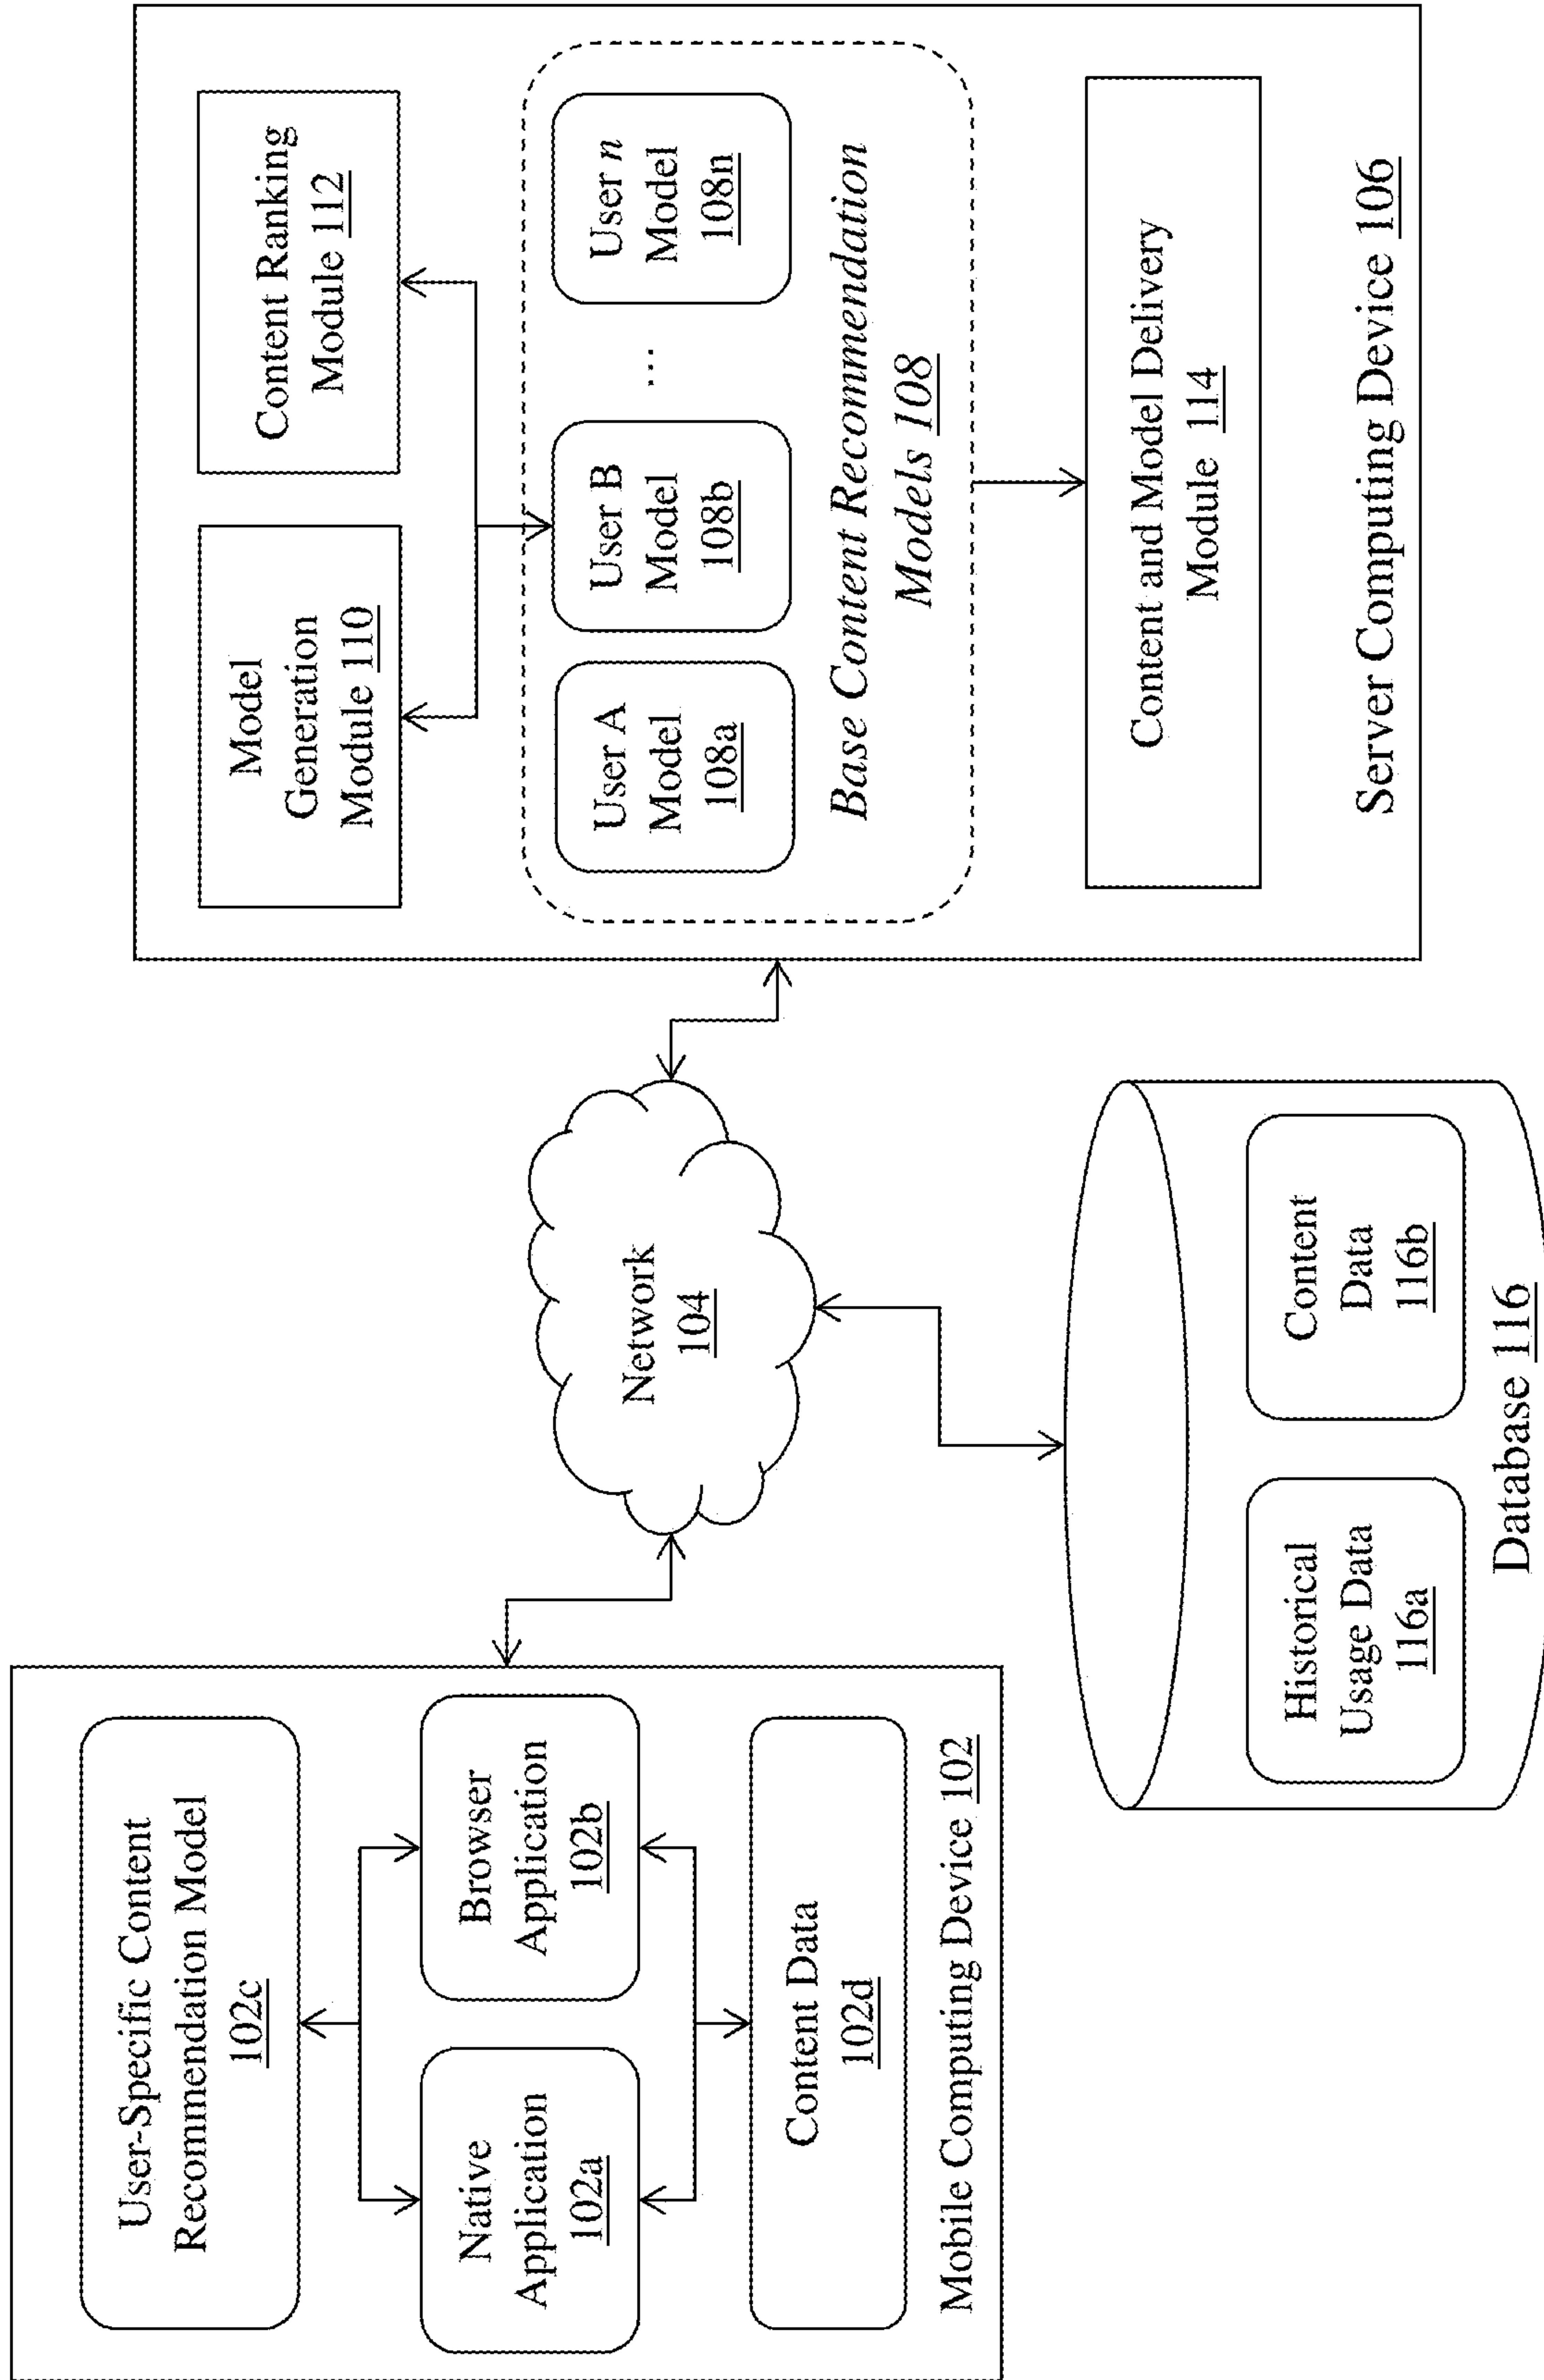 User-Specific Content
Recommendation Model
102c
Native
Application
102a
Browser
Application
102b
Content Data
102d
Mobile Computing Device 102
Network
104
Historical
Usage Data
116a
Content
Data
116b
Database 116
Model
Generation
Module 110
Content Ranking
Module 112
User A
Model
108a
User B
Model
108b
...
User n
Model
108n
Base Content Recommendation
Models 108
Content and Model Delivery
Module 114
Server Computing Device 106